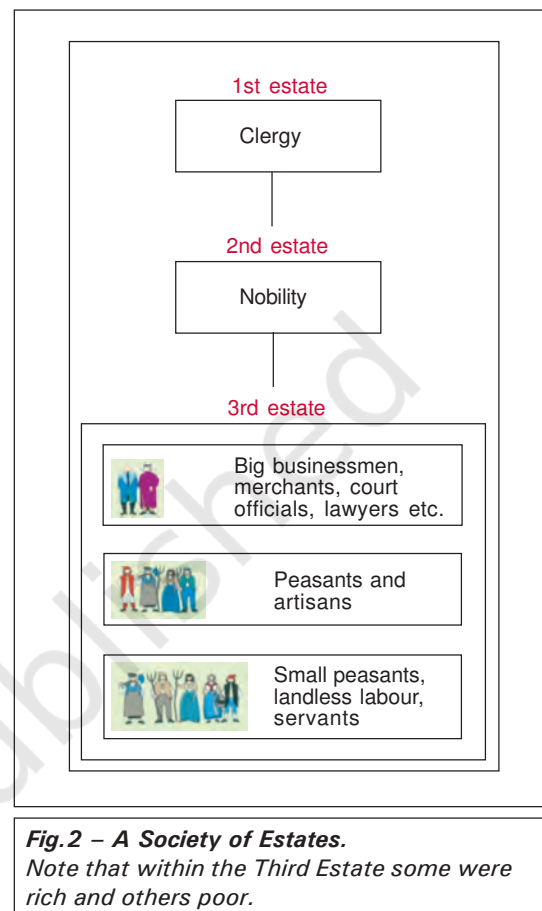 1st estate
Clergy
2nd estate
Nobility
3rd estate
Big businessmen,
merchants, court
officials, lawyers etc.
Peasants and
artisans
Small peasants,
landless labour,
servants
Fig.2 – A Society of Estates.
Note that within the Third Estate some were
rich and others poor.